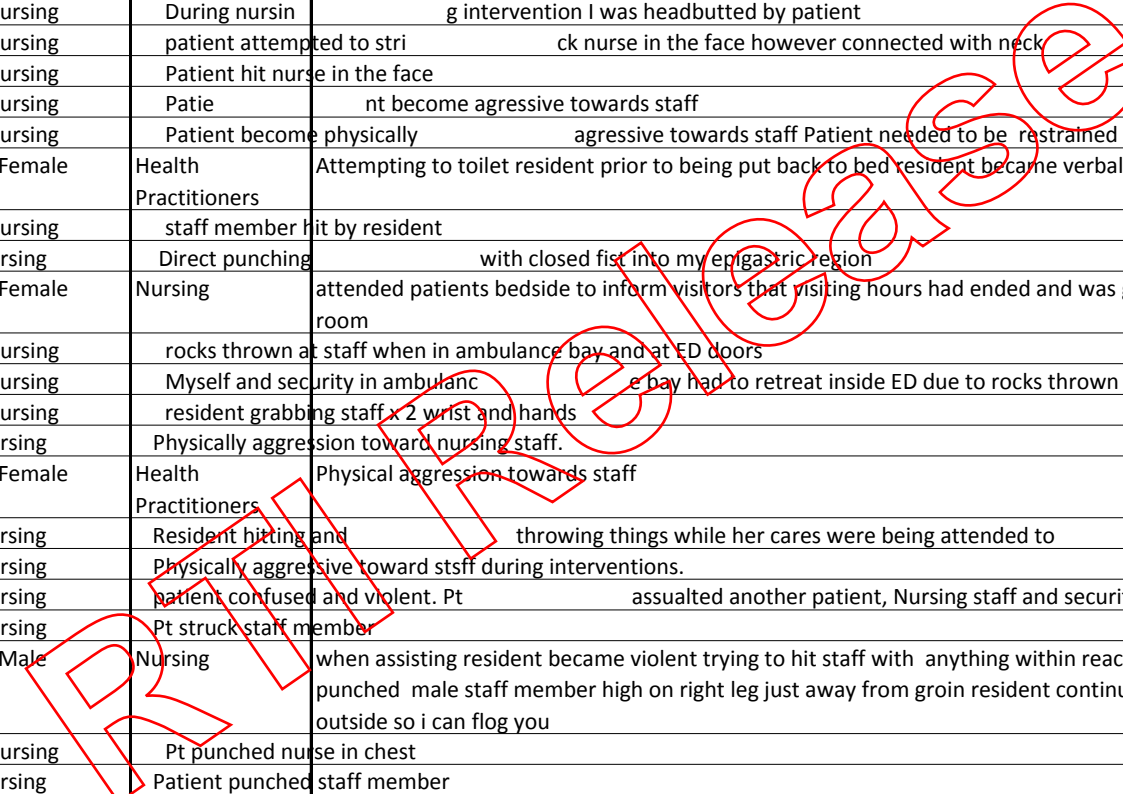 ursing During nursin g intervention I was headbutted by patient
ursing patient attempted to stri ck nurse in the face however connected with neck
ursing Patient hit nurse in the face
ursing Patie nt become agressive towards staff
ursing Patient become physically agressive towards staff Patient needed to be restrained
Female Health Attempting to toilet resident prior to being put back to bed resident became verbal
Practitioners
ursing staff member hit by resident
rsing Direct punching with closed fist into my epigastric region
Female Nursing attended patients bedside to inform visitors that visiting hours had ended and was g
room
ursing rocks thrown at staff when in ambulance bay and at ED doors
ursing Myself and security in ambulanc e bay had to retreat inside ED due to rocks thrown
ursing resident grabbing staff x 2 wrist and hands
rsing Physically aggression toward nursing staff.
Female Health Physical aggression towards staff
Practitioners
rsing Resident hitting and throwing things while her cares were being attended to
rsing Physically aggressive toward stsff during interventions.
rsing patient confused and violent. Pt assualted another patient, Nursing staff and securit
rsing Pt struck staff member
Male Nursing when assisting resident became violent trying to hit staff with anything within reac
punched male staff member high on right leg just away from groin resident continu
outside so i can flog you
ursing Pt punched nurse in chest
rsing Patient punched staff member
RTI Release